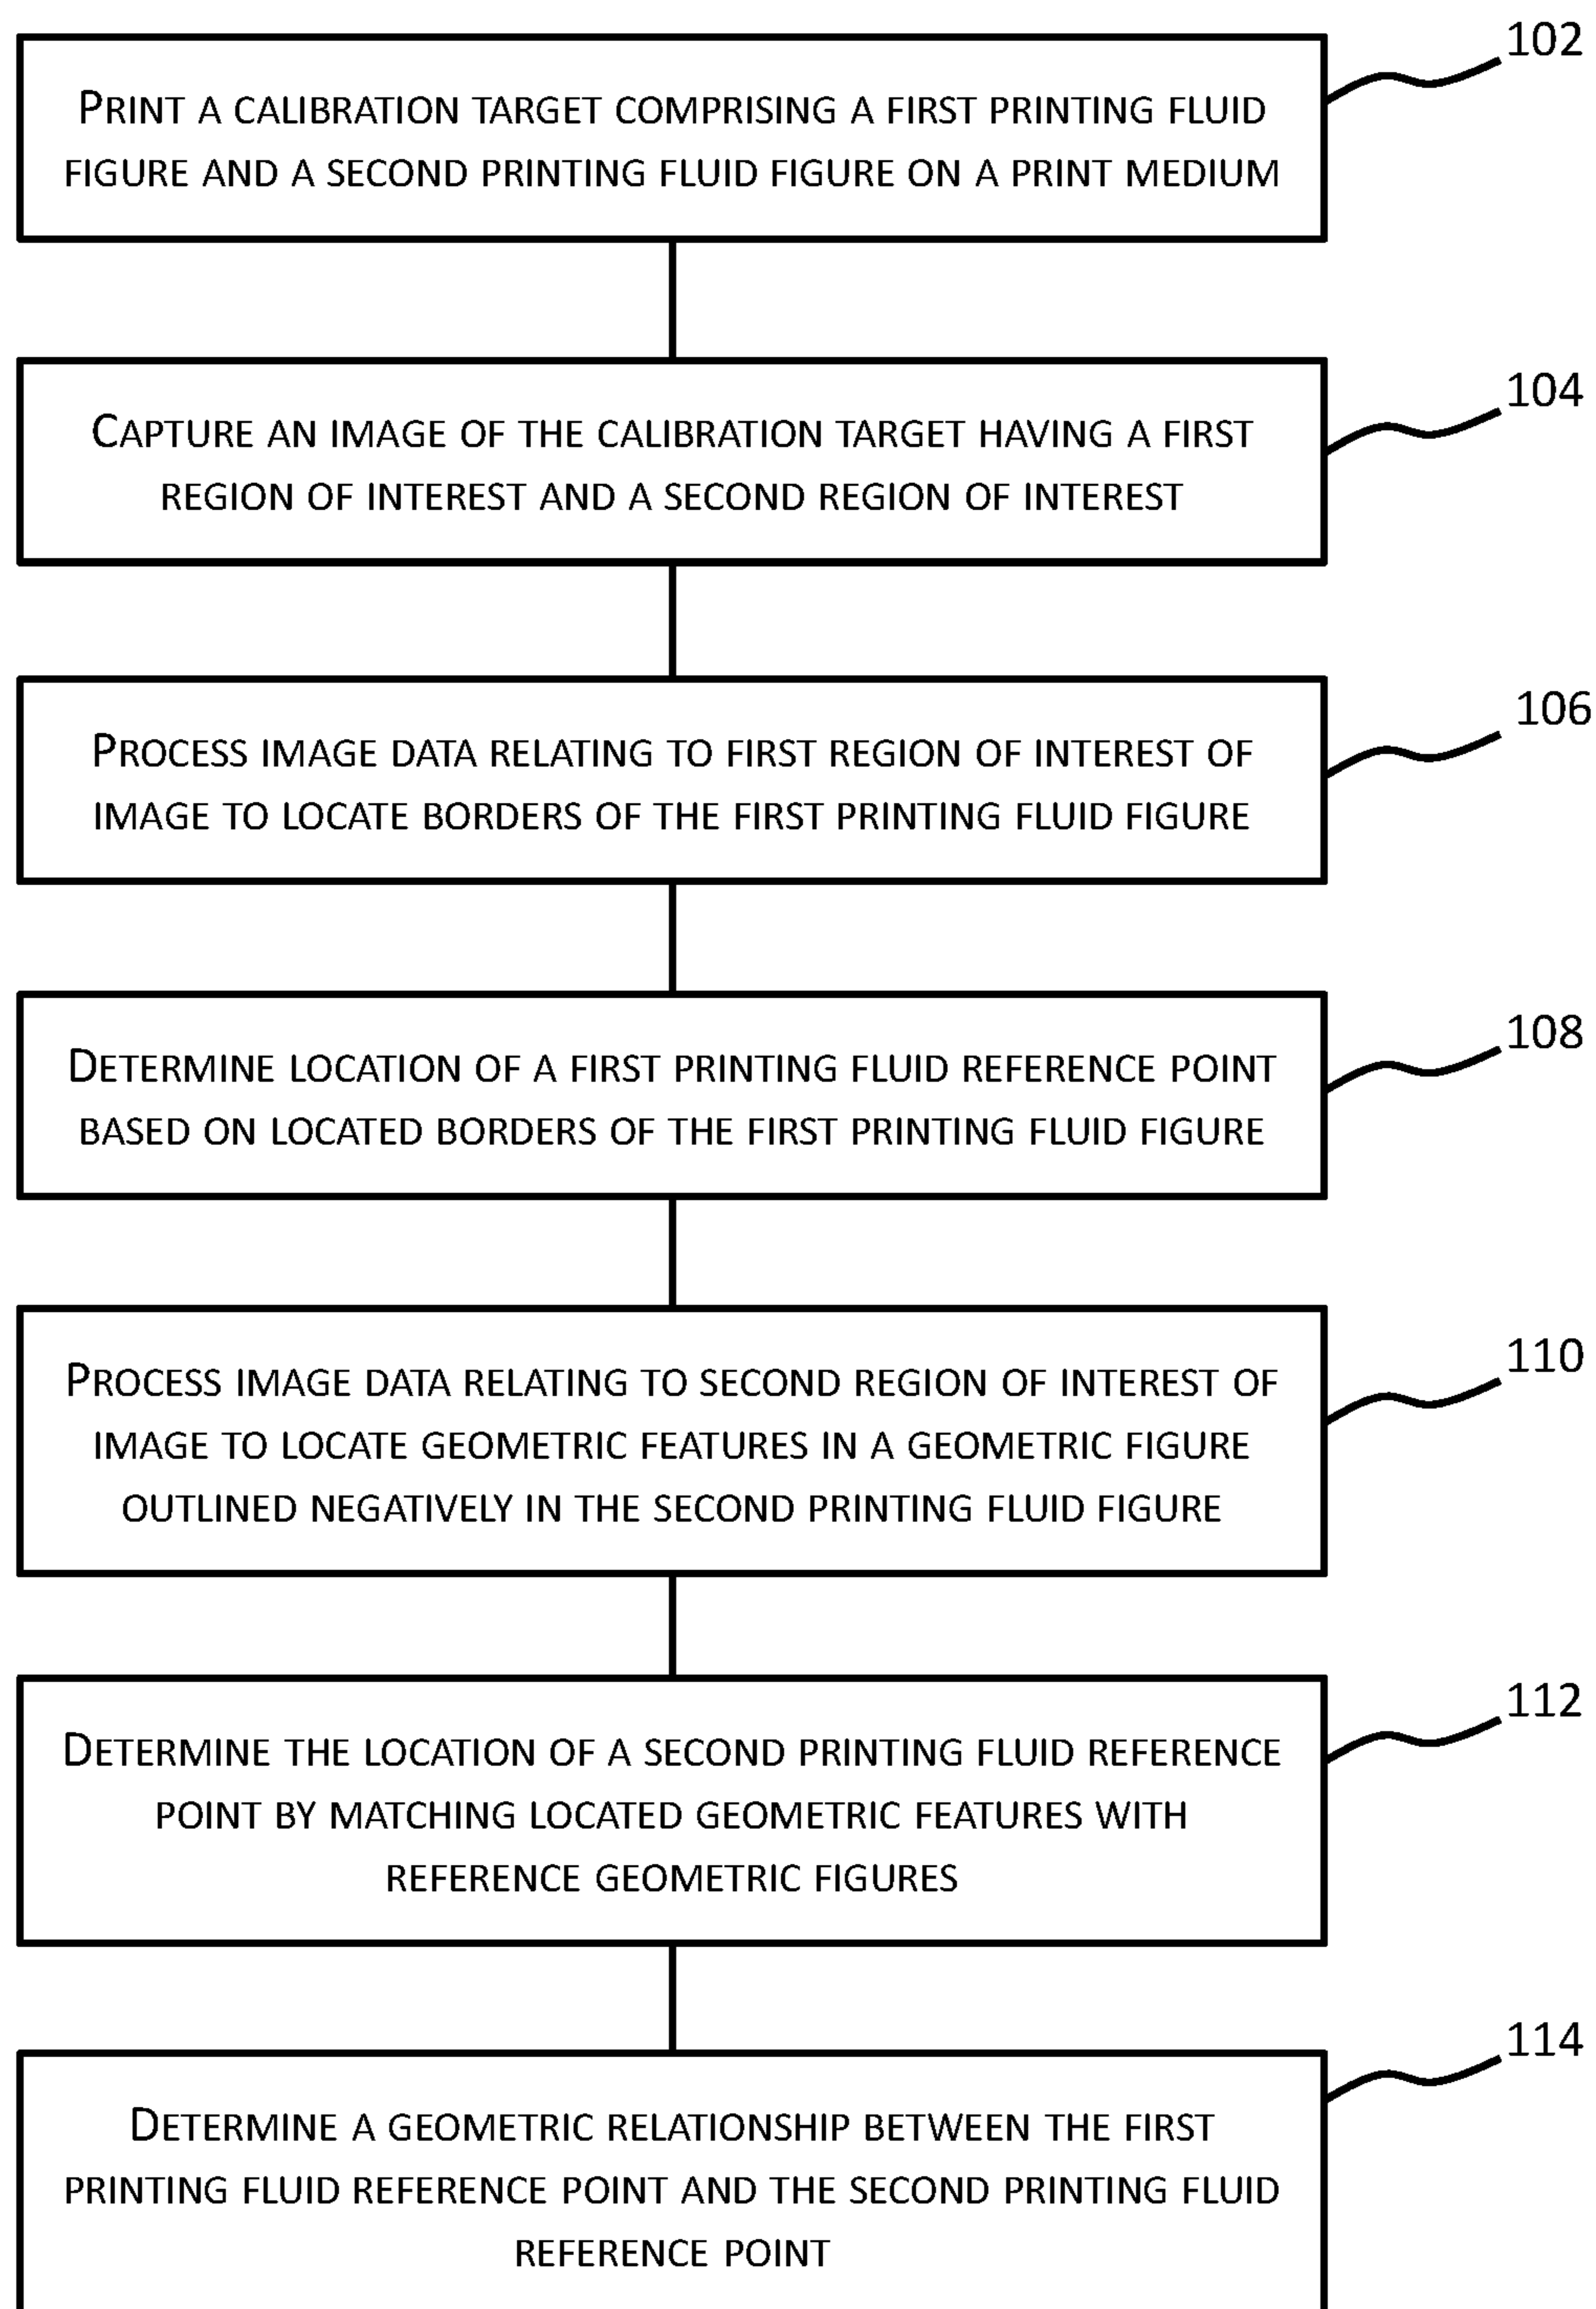 102
PRINT A CALIBRATION TARGET COMPRISING A FIRST PRINTING FLUID
FIGURE AND A SECOND PRINTING FLUID FIGURE ON A PRINT MEDIUM
104
CAPTURE AN IMAGE OF THE CALIBRATION TARGET HAVING A FIRST
REGION OF INTEREST AND A SECOND REGION OF INTEREST
106
PROCESS IMAGE DATA RELATING TO FIRST REGION OF INTEREST OF
IMAGE TO LOCATE BORDERS OF THE FIRST PRINTING FLUID FIGURE
108
DETERMINE LOCATION OF A FIRST PRINTING FLUID REFERENCE POINT
BASED ON LOCATED BORDERS OF THE FIRST PRINTING FLUID FIGURE
110
PROCESS IMAGE DATA RELATING TO SECOND REGION OF INTEREST OF
IMAGE TO LOCATE GEOMETRIC FEATURES IN A GEOMETRIC FIGURE
OUTLINED NEGATIVELY IN THE SECOND PRINTING FLUID FIGURE
112
DETERMINE THE LOCATION OF A SECOND PRINTING FLUID REFERENCE
POINT BY MATCHING LOCATED GEOMETRIC FEATURES WITH
REFERENCE GEOMETRIC FIGURES
114
DETERMINE A GEOMETRIC RELATIONSHIP BETWEEN THE FIRST
PRINTING FLUID REFERENCE POINT AND THE SECOND PRINTING FLUID
REFERENCE POINT